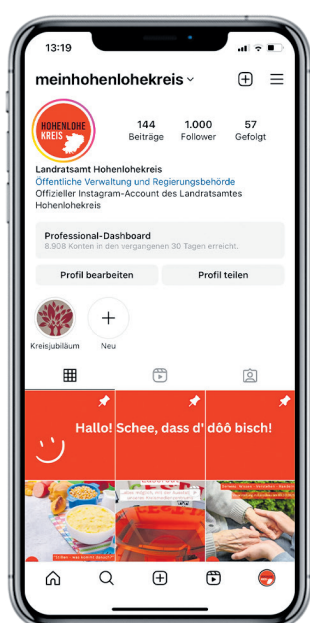 13:19
meinhohenlohekreis
HOHENLOHE
KREIS
144 1.000 57
Beiträge Follower Gefolgt
Landratsamt Hohenlohekreis
Öffentliche Verwaltung und Regierungsbehörde
Offizieller Instagram-Account des Landratsamtes
Hohenlohekreis
Professional-Dashboard
8.908 Konten in den vergangenen 30 Tagen erreicht.
Profil bearbeiten Profil teilen
Kreisjubiläum Neu
Hallo! Schee, dass d' dôô bisch!